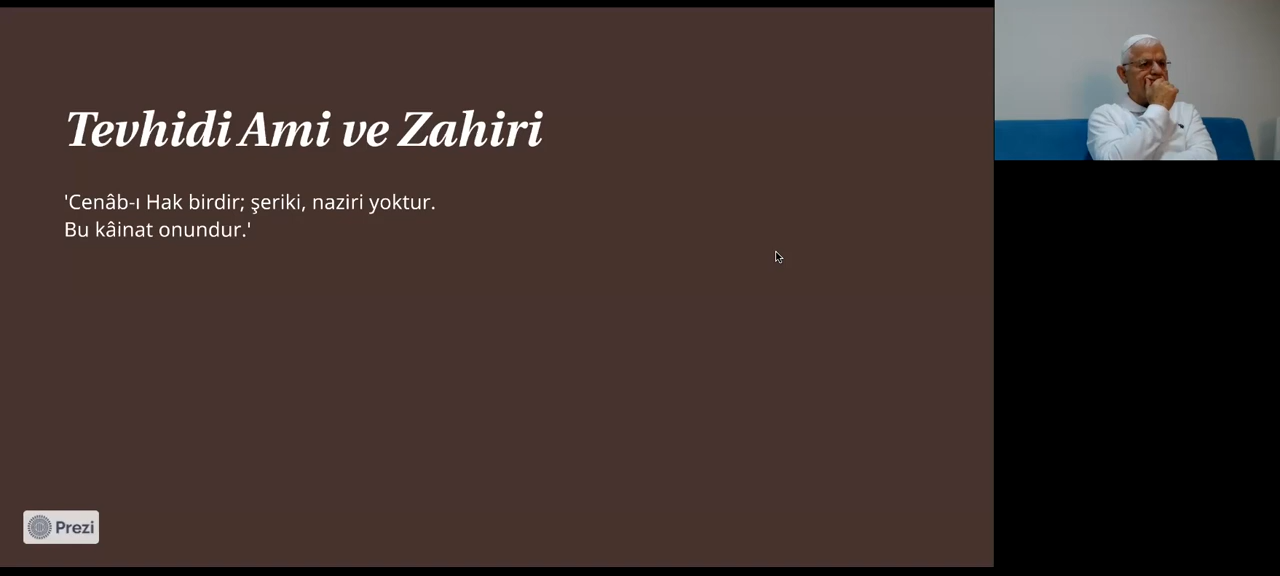 Tevhidi Ami ve Zahiri
'Cenâb-ı Hak birdir; şeriki, naziri yoktur.
Bu kâinat onundur.'
Prezi